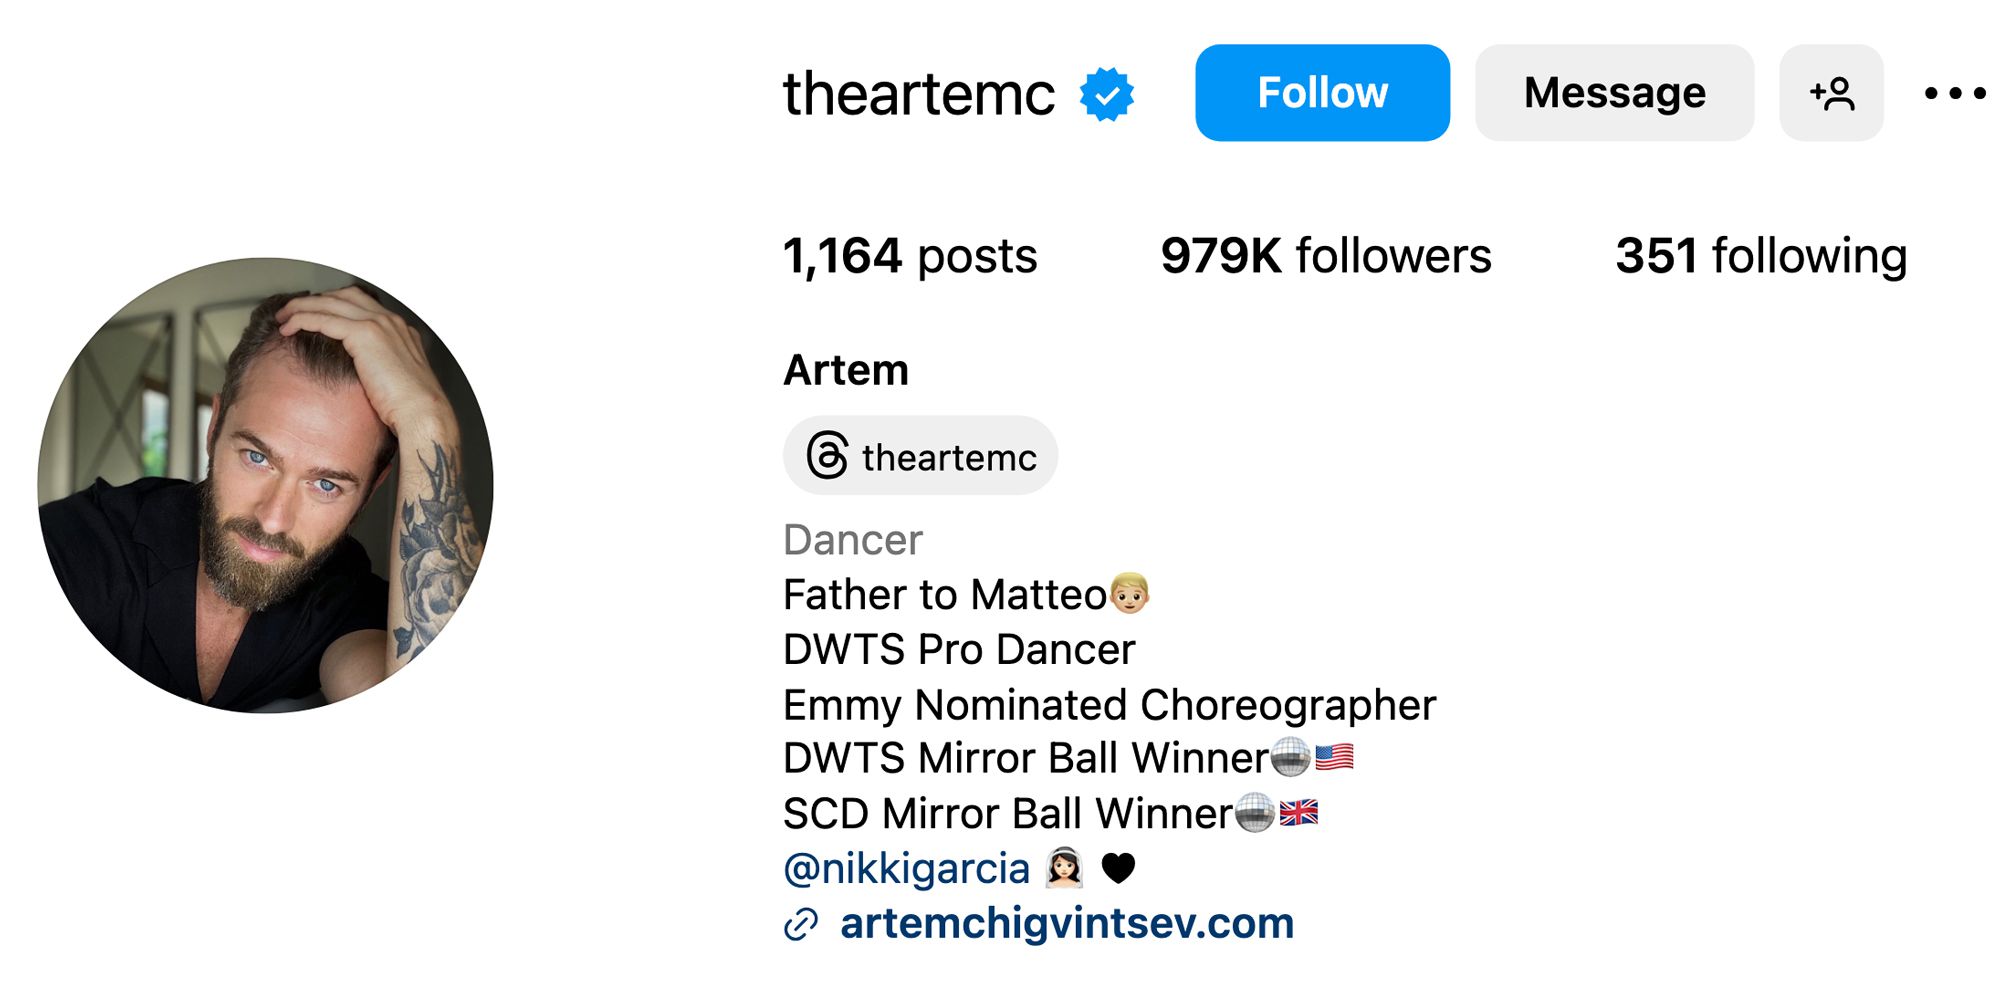 theartemc Follow Message
1,164 posts 979K followers 351 following
Artem
theartemc
Dancer
Father to Matteo👦🏼
DWTS Pro Dancer
Emmy Nominated Choreographer
DWTS Mirror Ball Winner🪩🇺🇸
SCD Mirror Ball Winner🪩🇬🇧
@nikkigarcia 👰🏻‍♀️ 🖤
artemchigvintsev.com